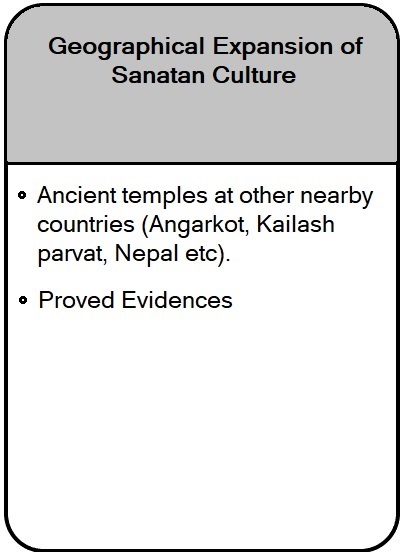 Geographical Expansion of
Sanatan Culture
Ancient temples at other nearby
countries (Angarkot, Kailash
parvat, Nepal etc).
Proved Evidences